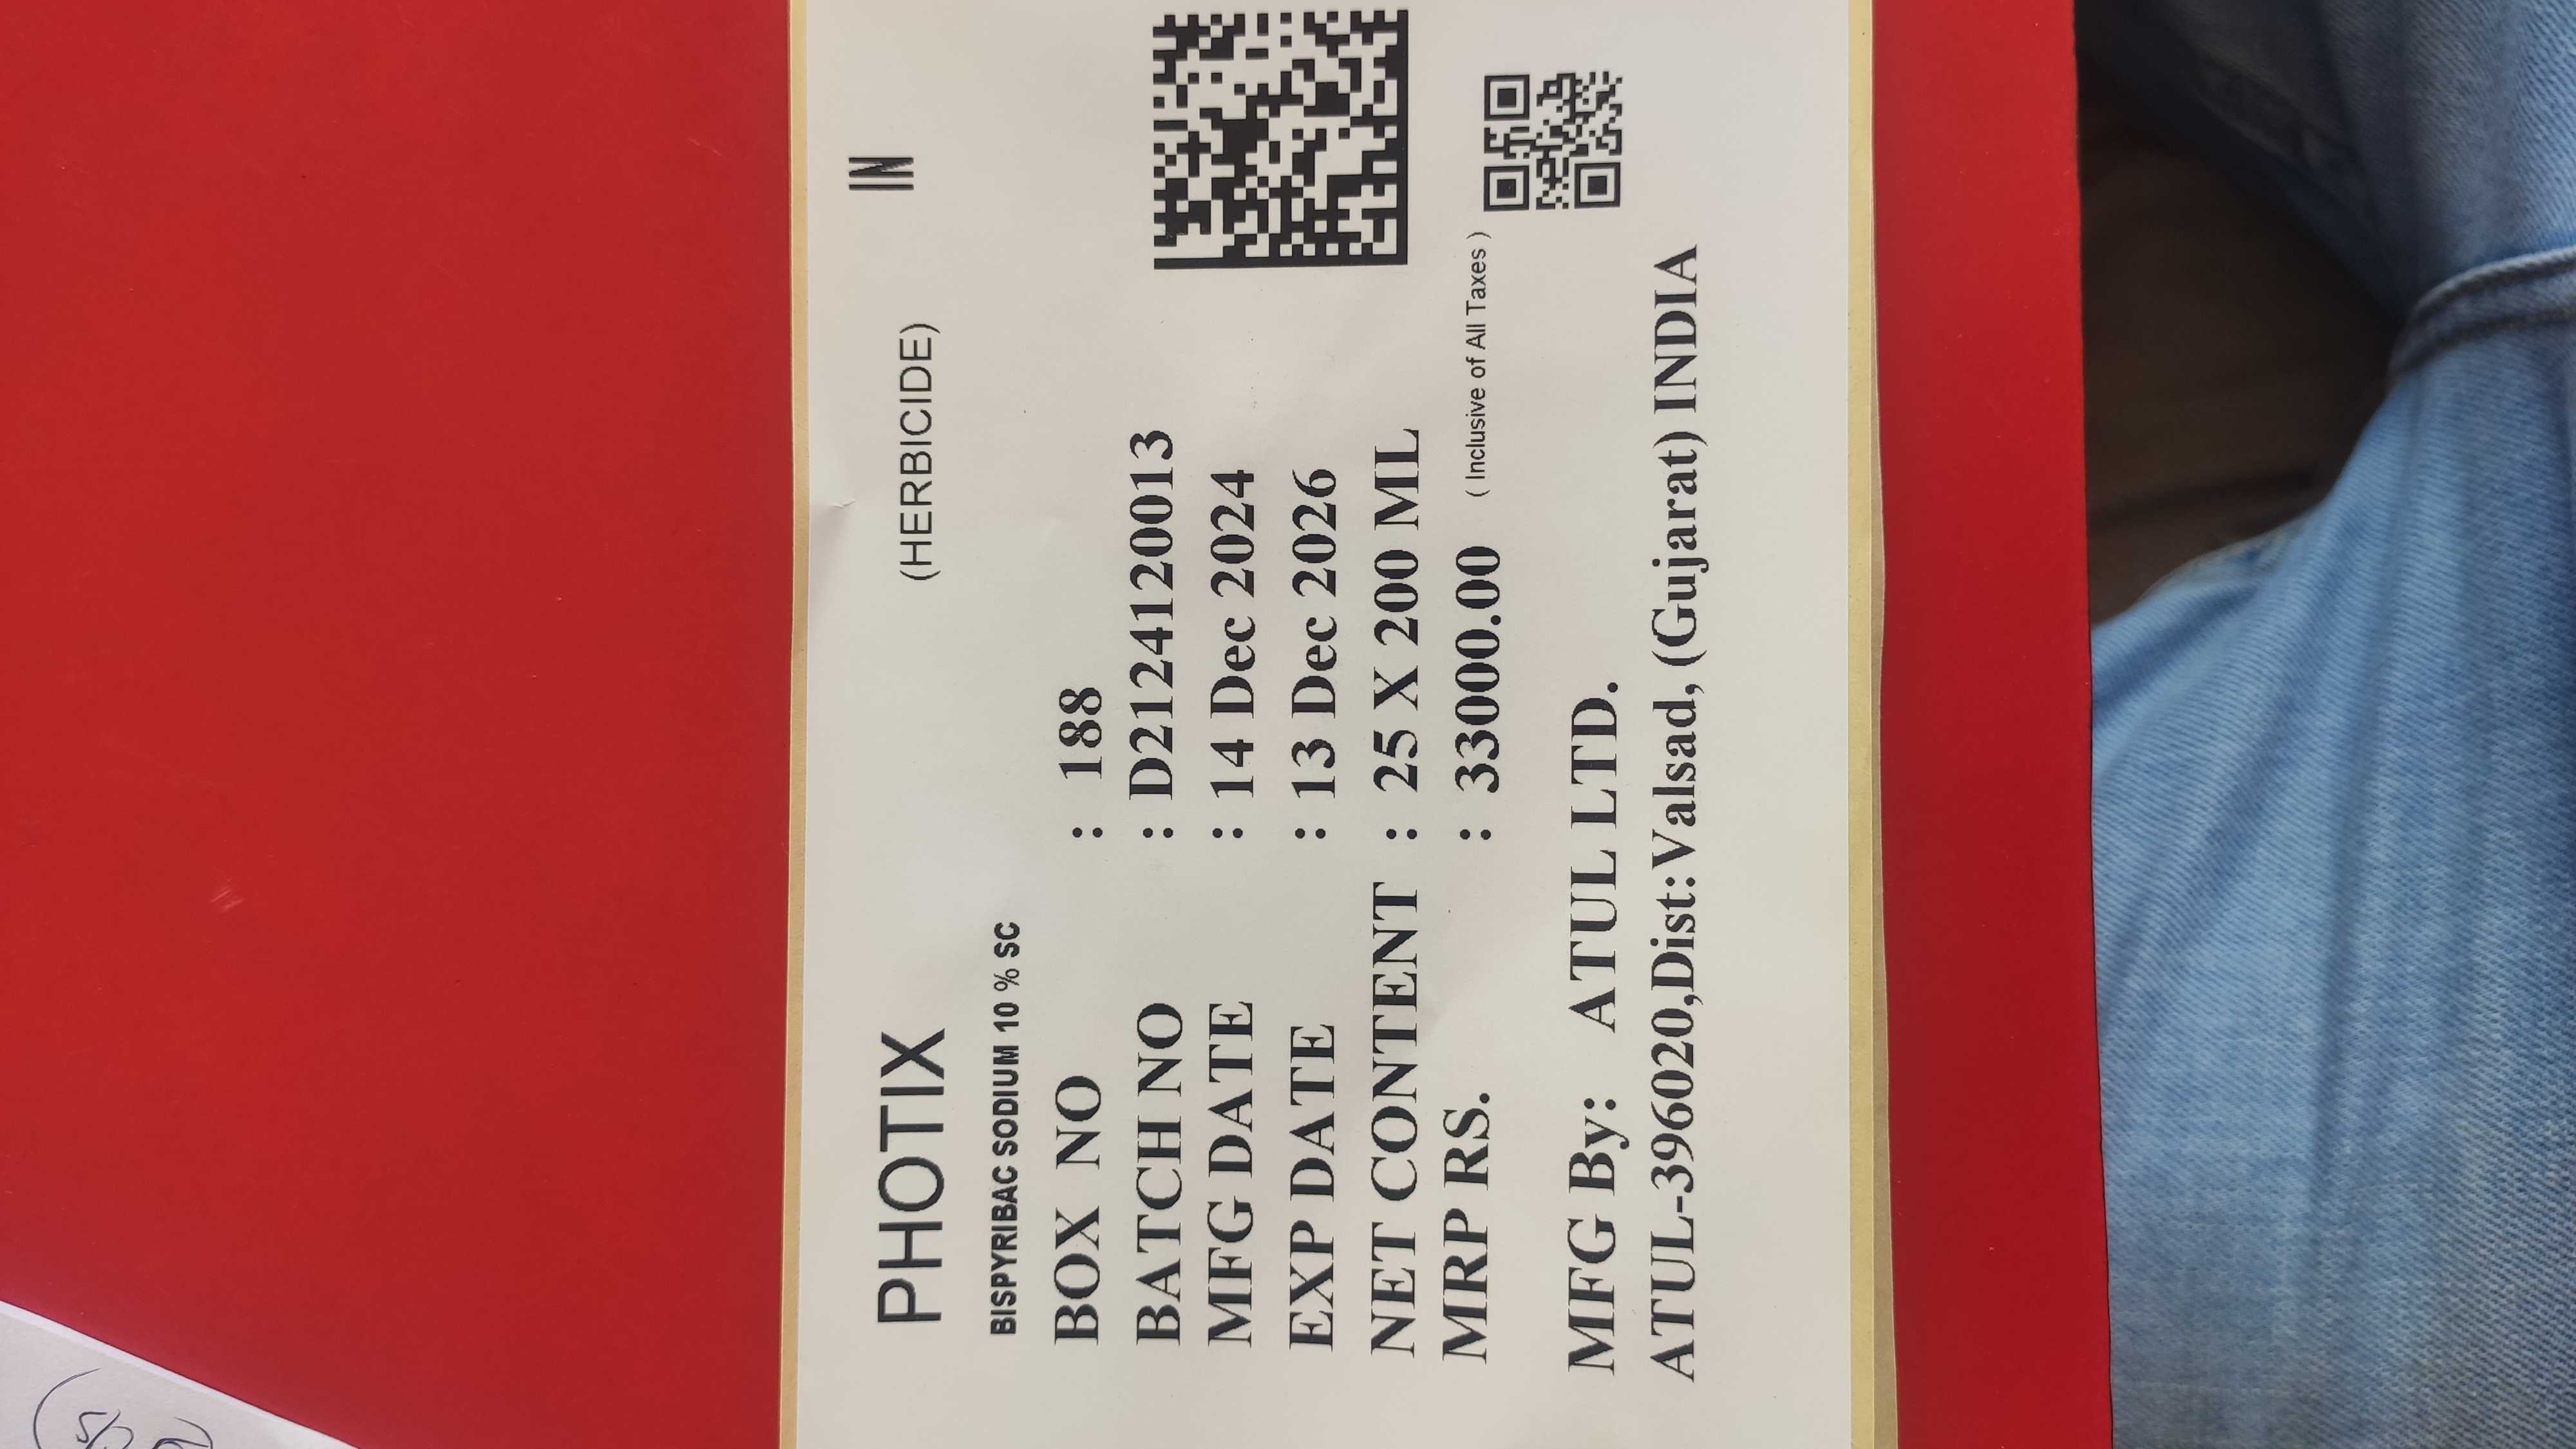 PHOTIX
(HERBICIDE)
IN
BISPYRIBAC SODIUM 10 % SC
BOX NO : 188
BATCH NO : D2124120013
MFG DATE : 14 Dec 2024
EXP DATE : 13 Dec 2026
NET CONTENT : 25 X 200 ML
MRP RS. : 33000.00 ( Inclusive of All Taxes )
MFG By: ATUL LTD.
ATUL-396020,Dist:Valsad, (Gujarat) INDIA